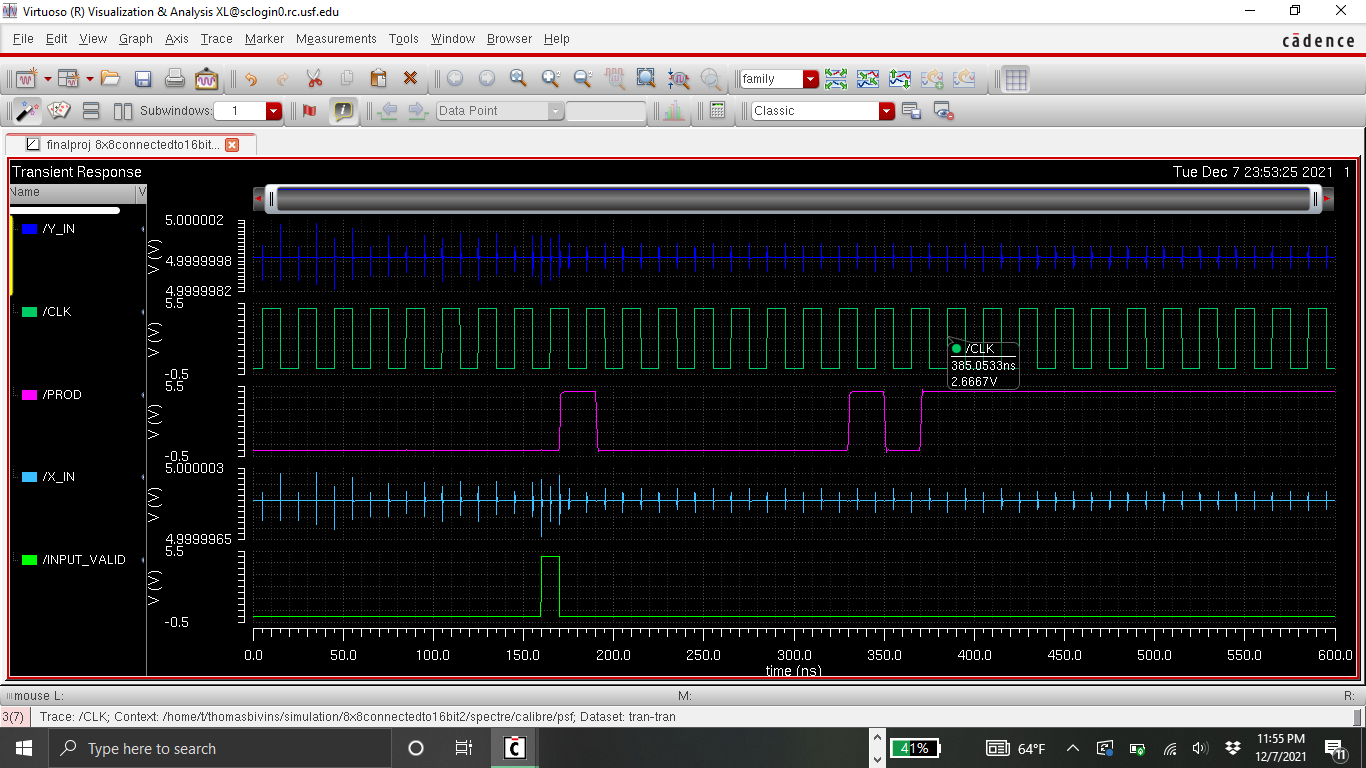 Virtuoso (R) Visualization & Analysis XL@sclogin0.rc.usf.edu
File Edit View Graph Axis Trace Marker Measurements Tools Window Browser Help
cādence
family
Subwindows: 1
Data Point
Classic
finalproj 8x8connectedto16bit...
Transient Response
Tue Dec 7 23:53:25 2021 1
Name V
/Y_IN
5.000002
V (V)
4.9999998
4.9999982
/CLK
5.5
V (V)
-0.5
/CLK
385.0533ns
2.6667V
/PROD
5.5
V (V)
-0.5
/X_IN
5.000003
V (V)
4.9999965
/INPUT_VALID
5.5
V (V)
-0.5
0.0 50.0 100.0 150.0 200.0 250.0 300.0 350.0 400.0 450.0 500.0 550.0 600.0
time (ns)
mouse L: M: R:
3(7) Trace: /CLK; Context: /home/t/thomasbivins/simulation/8x8connectedto16bit2/spectre/calibre/psf; Dataset: tran-tran
Type here to search
C
41%
64°F
11:55 PM
12/7/2021
11